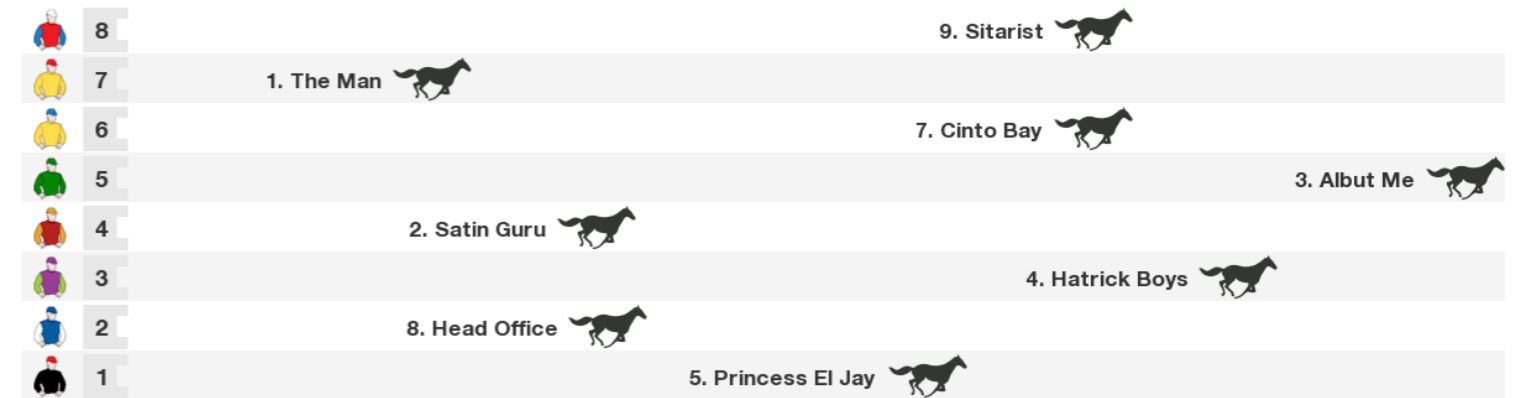 8 9. Sitarist
7 1. The Man
6 7. Cinto Bay
5 3. Albut Me
4 2. Satin Guru
3 4. Hatrick Boys
2 8. Head Office
1 5. Princess El Jay